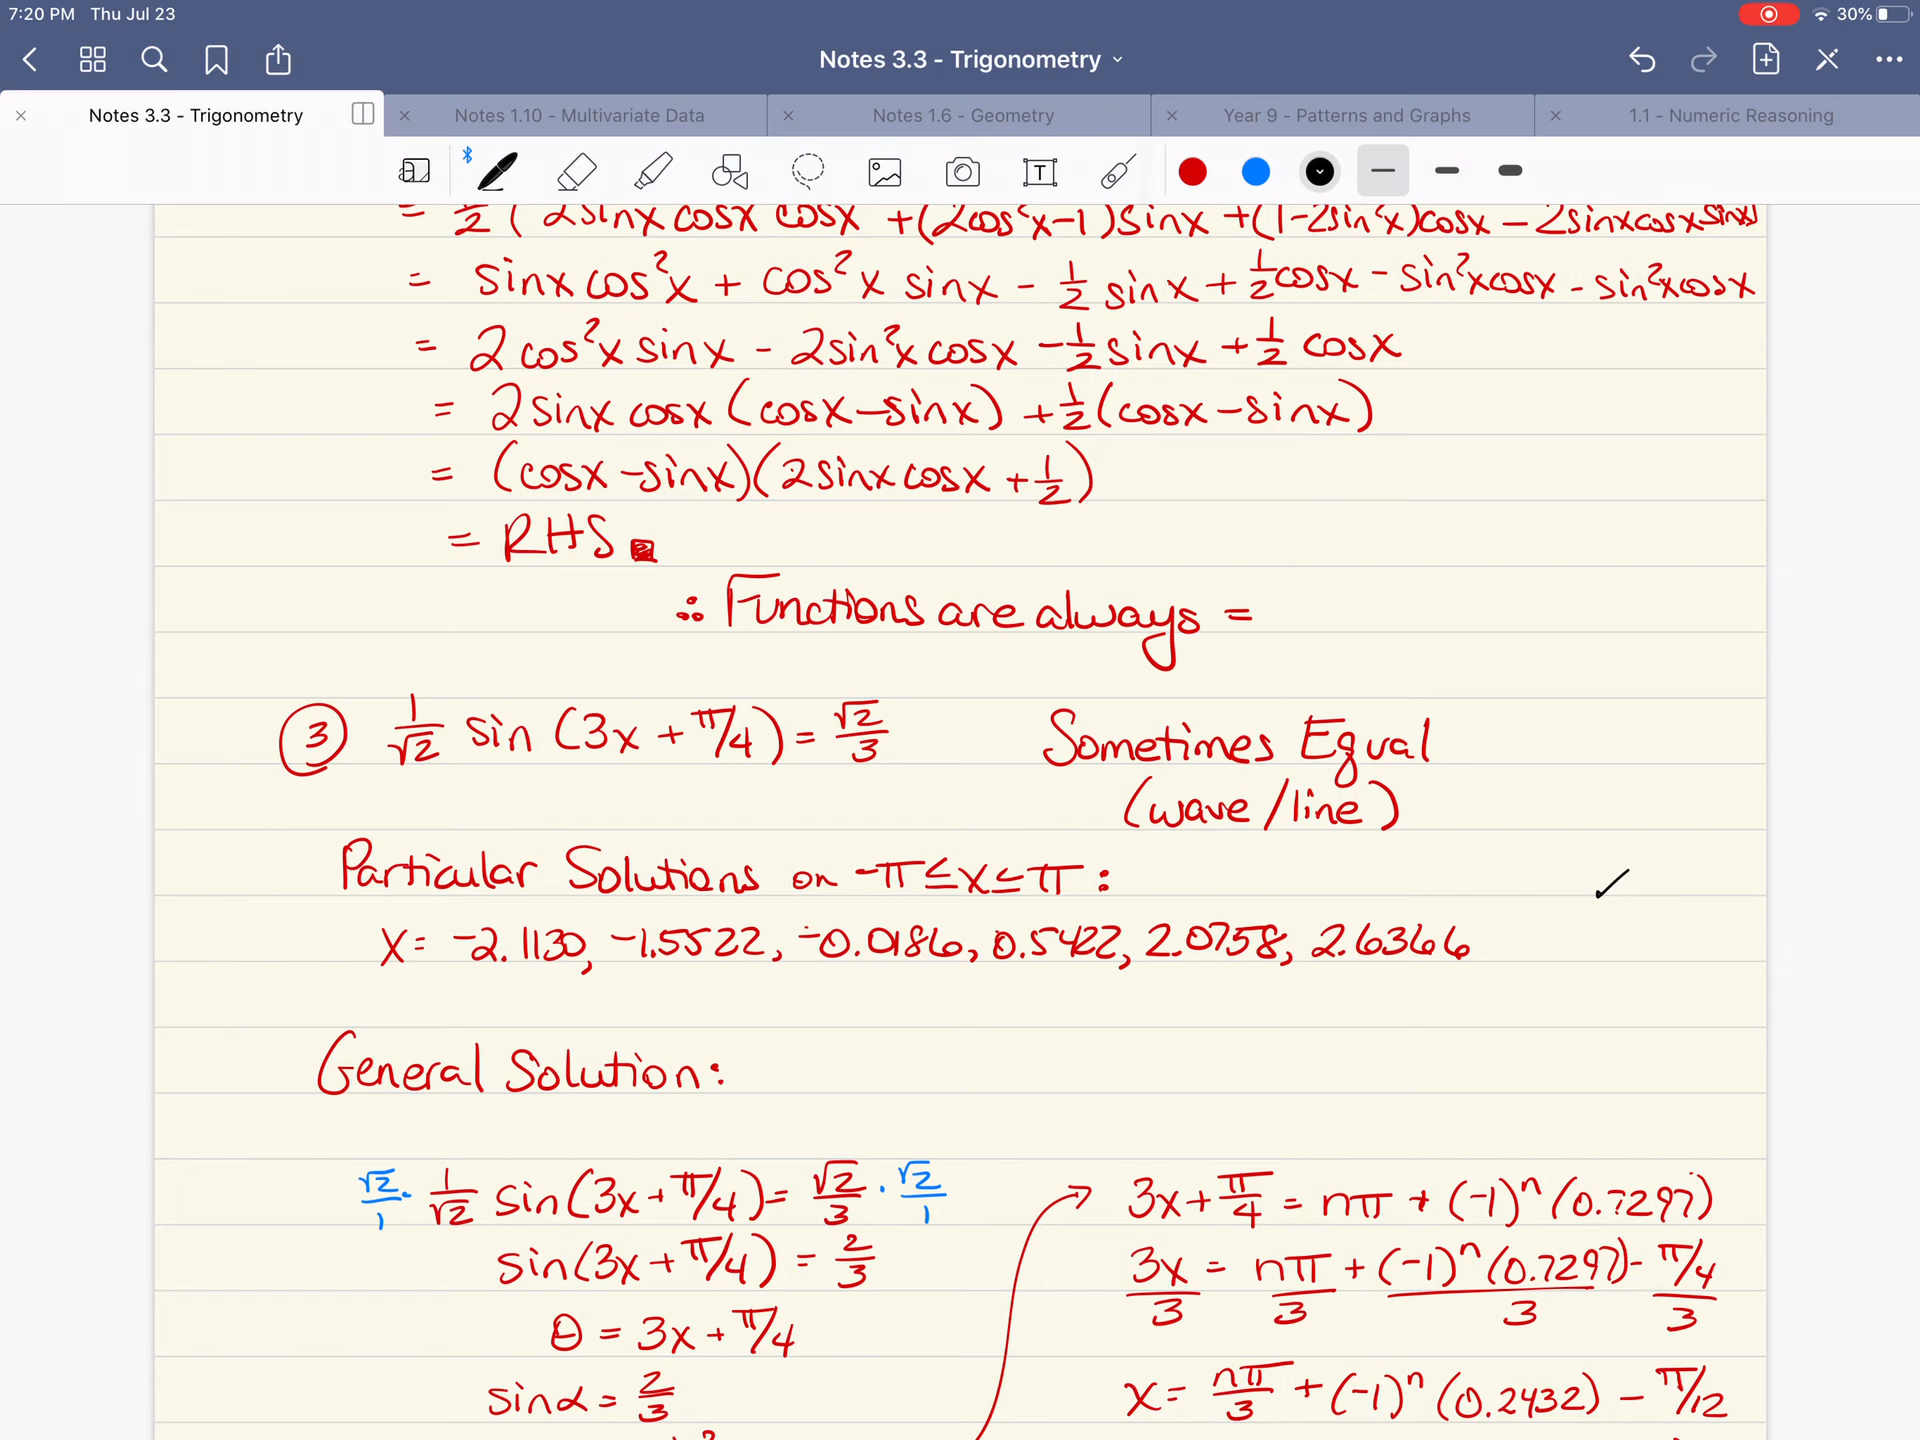 7:20 PM Thu Jul 23
30%
Notes 3.3 - Trigonometry
Notes 3.3 - Trigonometry
Notes 1.10 - Multivariate Data
Notes 1.6 - Geometry
Year 9 - Patterns and Graphs
1.1 - Numeric Reasoning
= 1/2 (2sinx cosx cosx +(2cos²x-1)sinx +(1-2sin²x)cosx - 2sinxcosx sinx)
= sinx cos²x + cos²x sinx - 1/2 sinx + 1/2 cosx - sin²xcosx - sin²xcosx
= 2cos²x sinx - 2sin²x cosx - 1/2 sinx + 1/2 cosx
= 2sinx cosx (cosx-sinx) + 1/2 (cosx-sinx)
= (cosx-sinx)(2sinx cosx + 1/2)
= RHS
∴ Functions are always =
3 1/√2 sin (3x + π/4) = √2/3 Sometimes Equal
(wave/line)
Particular Solutions on -π≤x≤π:
X = -2.1130, -1.5522, -0.0186, 0.5422, 2.0758, 2.6366
General Solution:
√2/1 · 1/√2 sin(3x+π/4) = √2/3 · √2/1
sin(3x+π/4) = 2/3
θ = 3x+π/4
sinα = 2/3
3x + π/4 = nπ + (-1)ⁿ (0.7297)
3x/3 = nπ/3 + (-1)ⁿ(0.7297)/3 - π/4/3
x = nπ/3 + (-1)ⁿ (0.2432) - π/12